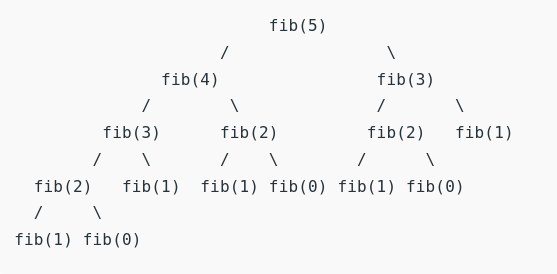 fib(5)
/ \
fib(4) fib(3)
/ \ / \
fib(3) fib(2) fib(2) fib(1)
/ \ / \ / \
fib(2) fib(1) fib(1) fib(0) fib(1) fib(0)
/ \
fib(1) fib(0)